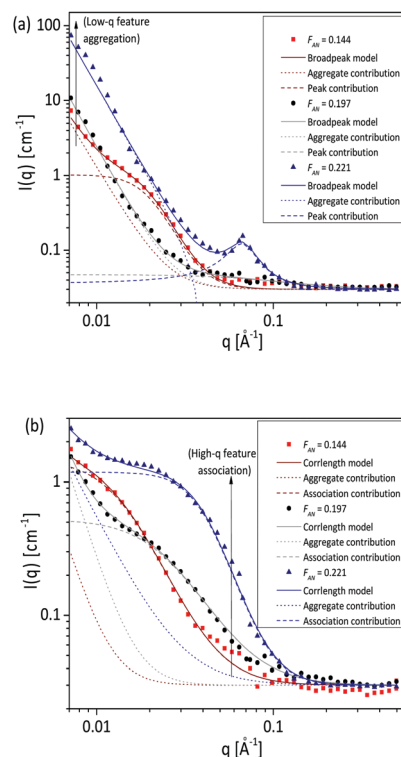 (a)
100
10
1
0.1
I(q) [cm⁻¹]
(Low-q feature
aggregation)
F_AN = 0.144
Broadpeak model
Aggregate contribution
Peak contribution
F_AN = 0.197
Broadpeak model
Aggregate contribution
Peak contribution
F_AN = 0.221
Broadpeak model
Aggregate contribution
Peak contribution
0.01 0.1
q [Å⁻¹]
(b)
1
0.1
I(q) [cm⁻¹]
(High-q feature
association)
F_AN = 0.144
Corrlength model
Aggregate contribution
Association contribution
F_AN = 0.197
Corrlength model
Aggregate contribution
Association contribution
F_AN = 0.221
Corrlength model
Aggregate contribution
Association contribution
0.01 0.1
q [Å⁻¹]